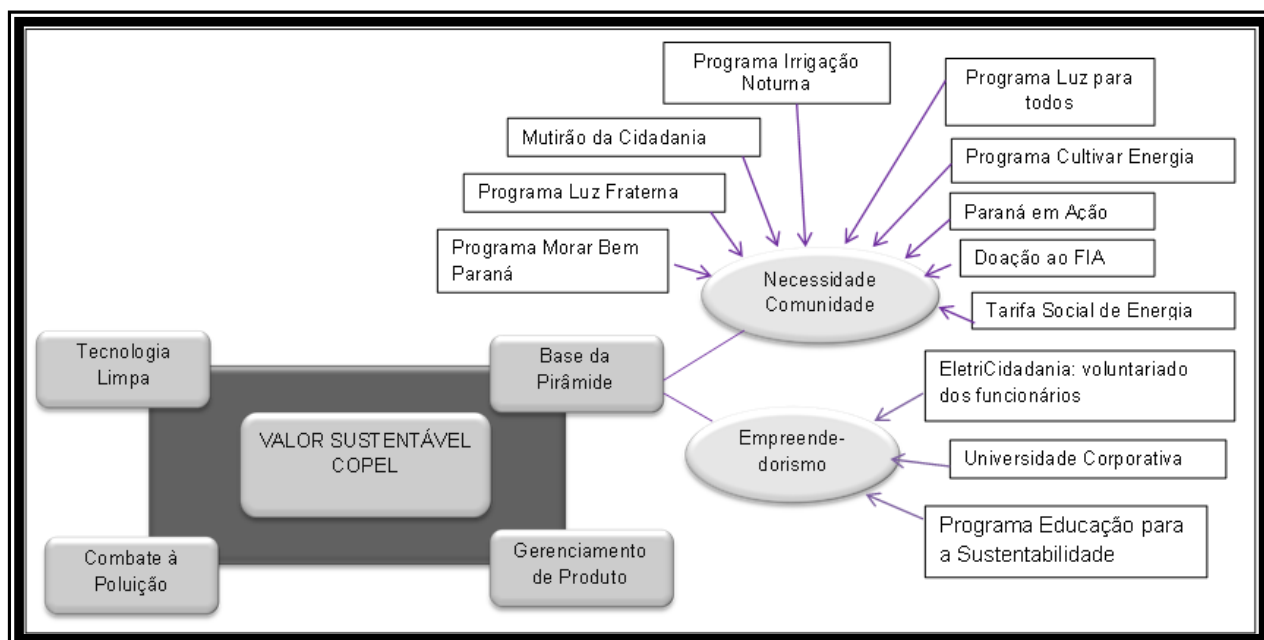 Programa Irrigação
Noturna
Programa Luz para
todos
Mutirão da Cidadania
Programa Cultivar Energia
Programa Luz Fraterna
Paraná em Ação
Programa Morar Bem
Paraná
Doação ao FIA
Necessidade
Comunidade
Tarifa Social de Energia
Tecnologia
Limpa
Base da
Pirâmide
EletriCidadania: voluntariado
dos funcionários
VALOR SUSTENTÁVEL
COPEL
Empreende-
dorismo
Universidade Corporativa
Programa Educação para
a Sustentabilidade
Combate à
Poluição
Gerenciamento
de Produto